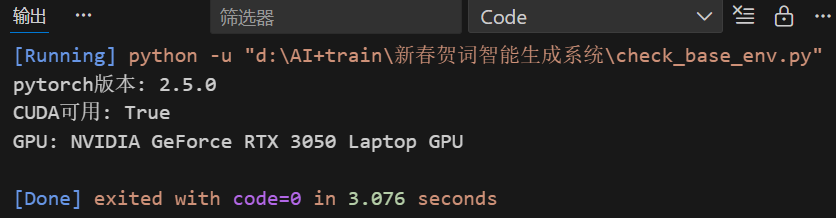 输出 ··· 筛选器 Code ···
[Running] python -u "d:\AI+train\新春贺词智能生成系统\check_base_env.py"
pytorch版本: 2.5.0
CUDA可用: True
GPU: NVIDIA GeForce RTX 3050 Laptop GPU
[Done] exited with code=0 in 3.076 seconds